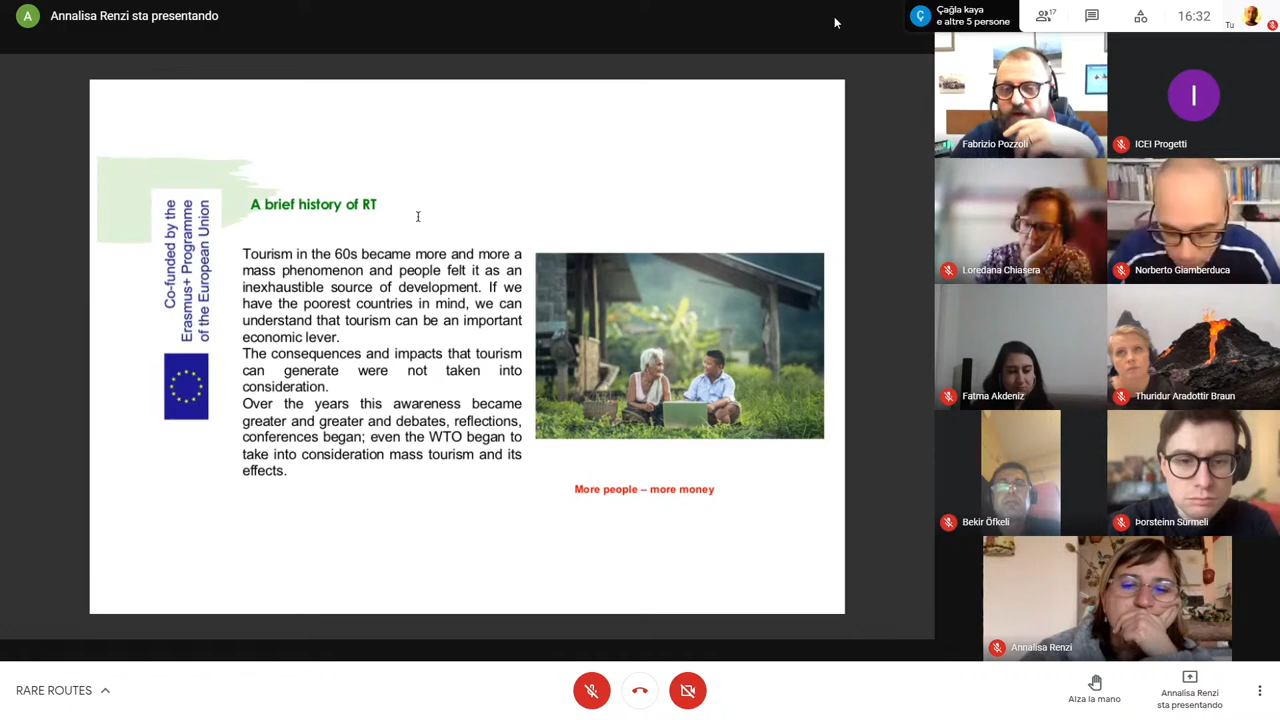 A
Annalisa Renzi sta presentando
Ç
Çağla kaya
e altre 5 persone
17
16:32
Tu
A brief history of RT
Co-funded by the
Erasmus+ Programme
of the European Union
Tourism in the 60s became more and more a
mass phenomenon and people felt it as an
inexhaustible source of development. If we
have the poorest countries in mind, we can
understand that tourism can be an important
economic lever.
The consequences and impacts that tourism
can generate were not taken into
consideration.
Over the years this awareness became
greater and greater and debates, reflections,
conferences began; even the WTO began to
take into consideration mass tourism and its
effects.
More people – more money
Fabrizio Pozzoli
I
ICEI Progetti
Loredana Chiasera
Norberto Giamberduca
Fatma Akdeniz
Thuridur Aradottir Braun
Bekir Öfkeli
Þorsteinn Sürmeli
Annalisa Renzi
RARE ROUTES
Alza la mano
Annalisa Renzi
sta presentando